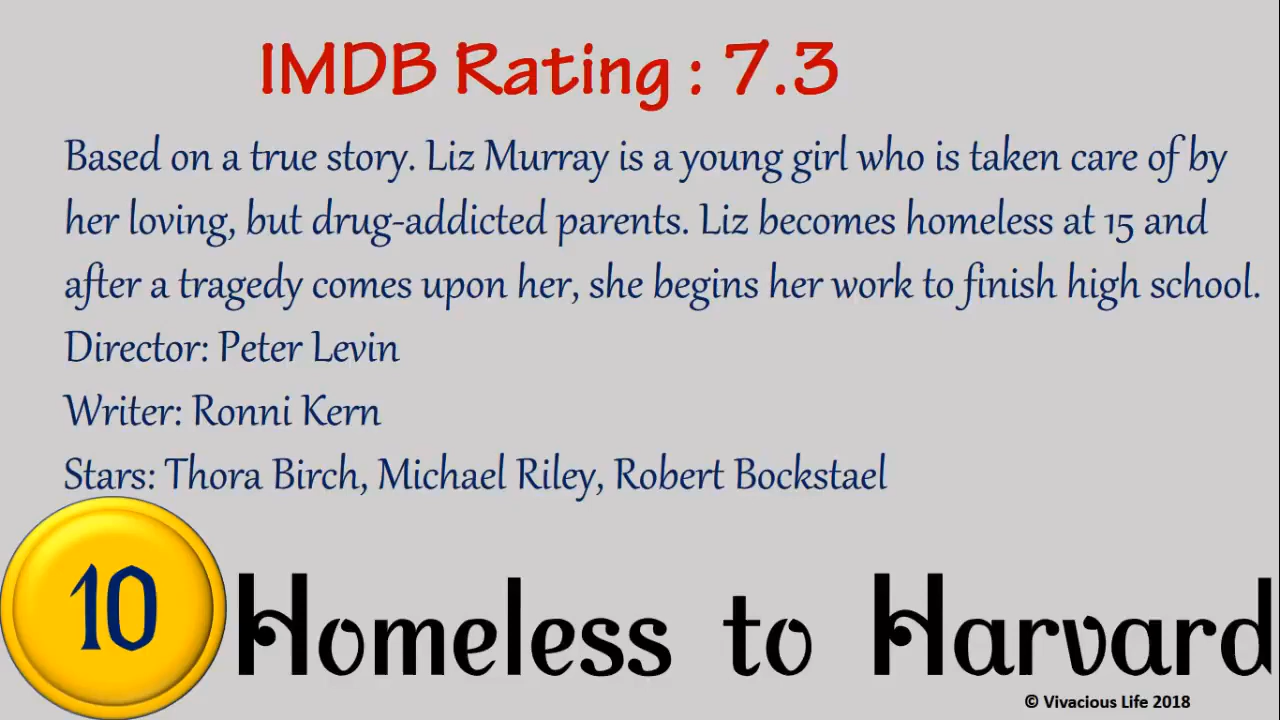 IMDB Rating : 7.3
Based on a true story. Liz Murray is a young girl who is taken care of by
her loving, but drug-addicted parents. Liz becomes homeless at 15 and
after a tragedy comes upon her, she begins her work to finish high school.
Director: Peter Levin
Writer: Ronni Kern
Stars: Thora Birch, Michael Riley, Robert Bockstael
10
Homeless to Harvard
© Vivacious Life 2018